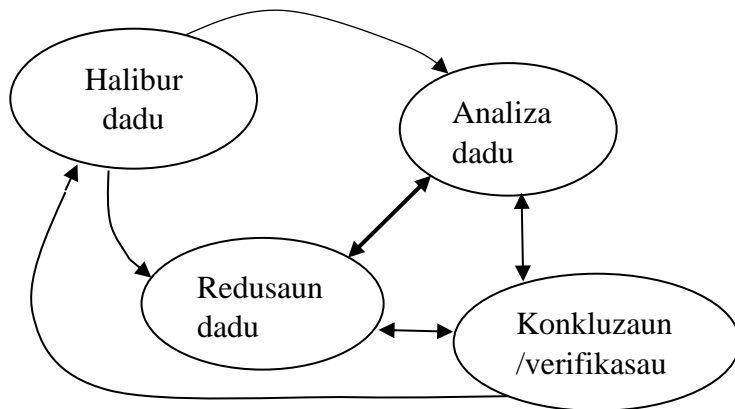 Halibur
dadu
Analiza
dadu
Redusaun
dadu
Konkluzaun
/verifikasau